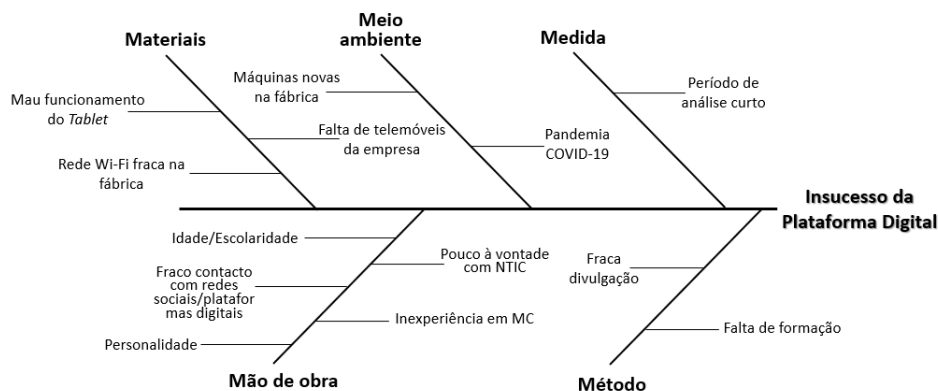 Materiais
Meio
ambiente
Medida
Mau funcionamento
do Tablet
Falta de telemóveis
da empresa
Rede Wi-Fi fraca na
fábrica
Máquinas novas
na fábrica
Pandemia
COVID-19
Período de
análise curto
Insucesso da
Plataforma Digital
Idade/Escolaridade
Pouco à vontade
com NTIC
Fraco contacto
com redes
sociais/platafor
mas digitais
Inexperiência em MC
Personalidade
Mão de obra
Fraca
divulgação
Falta de formação
Método